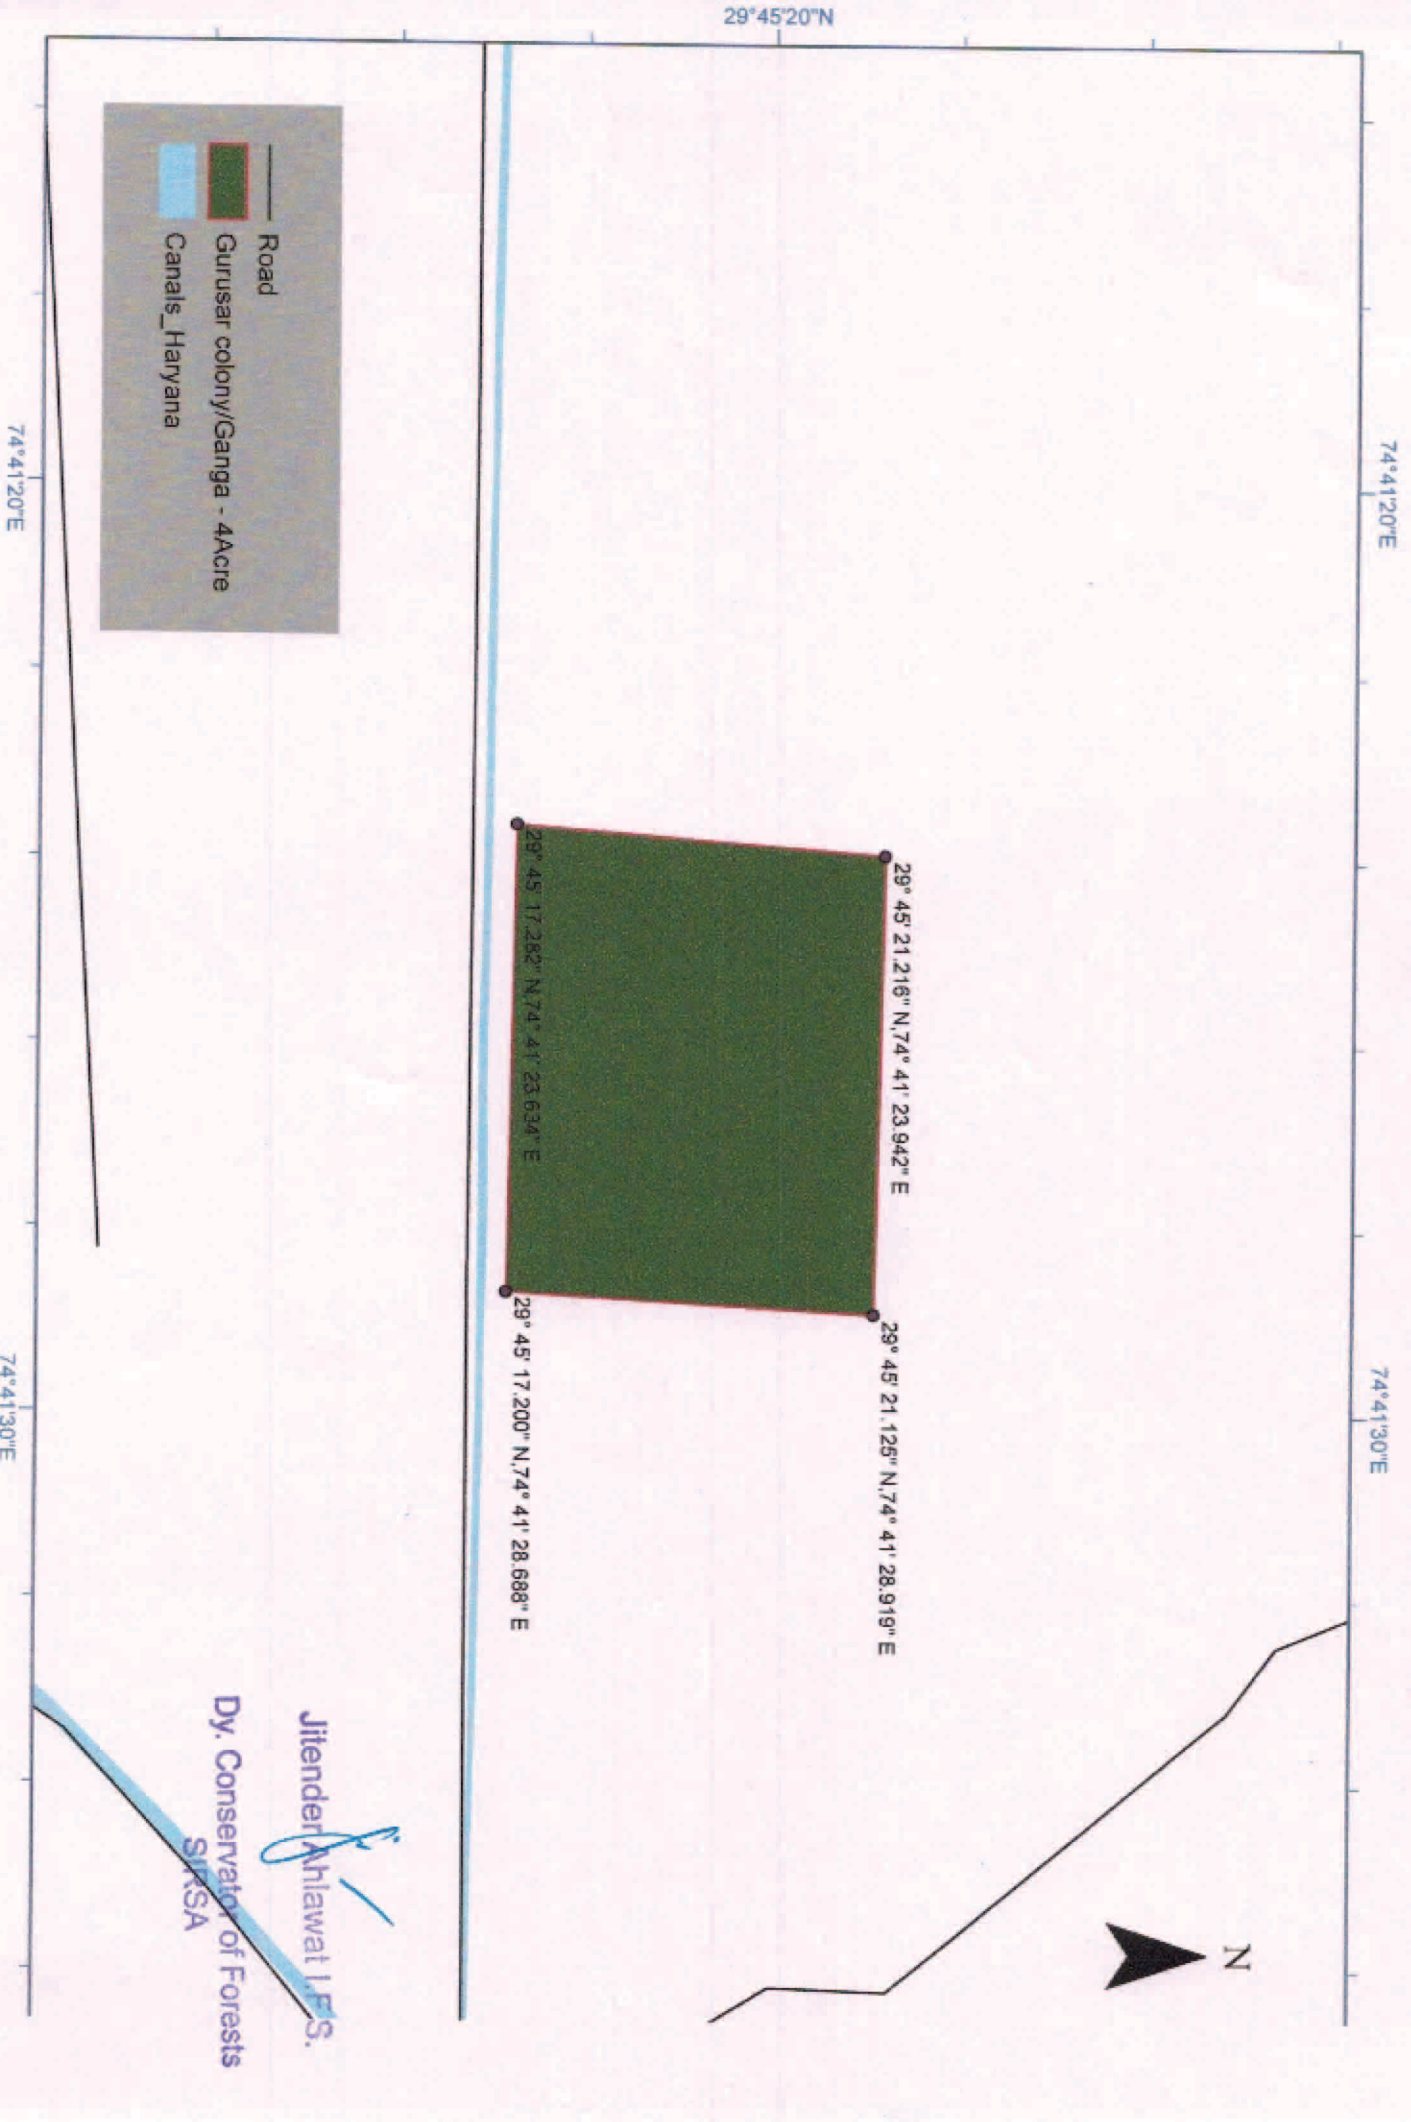 74°41'20"E
74°41'30"E
N
29°45'20"N
29° 45' 21.216" N,74° 41' 23.942" E
29° 45' 21.125" N,74° 41' 28.919" E
29° 45' 17.282" N,74° 41' 23.634" E
29° 45' 17.200" N,74° 41' 28.688" E
Road
Gurusar colony/Ganga - 4Acre
Canals_Haryana
Jitender Ahlawat I.F.S.
Dy. Conservator of Forests
SIRSA
74°41'20"E
74°41'30"E